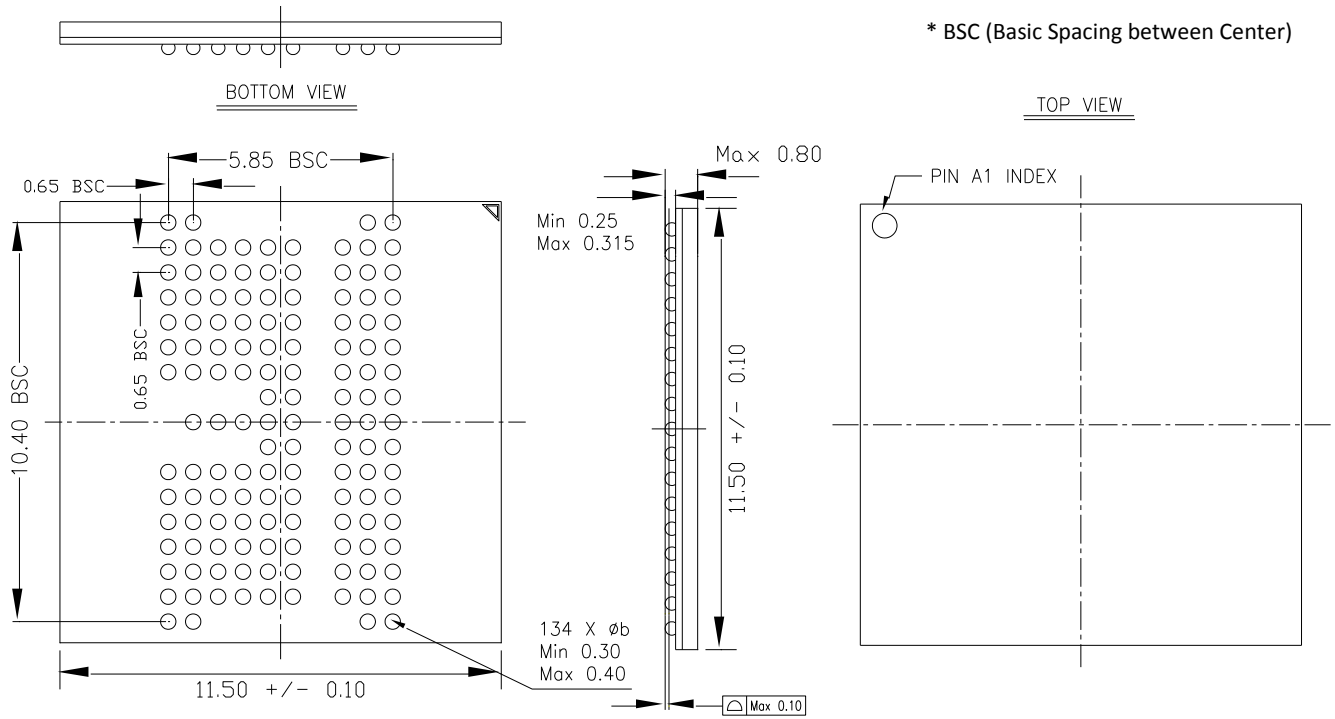 * BSC (Basic Spacing between Center)
BOTTOM VIEW
TOP VIEW
5.85 BSC
Max 0.80
0.65 BSC
PIN A1 INDEX
Min 0.25
Max 0.315
0.65 BSC
10.40 BSC
11.50 +/- 0.10
134 X øb
Min 0.30
Max 0.40
11.50 +/- 0.10
Max 0.10